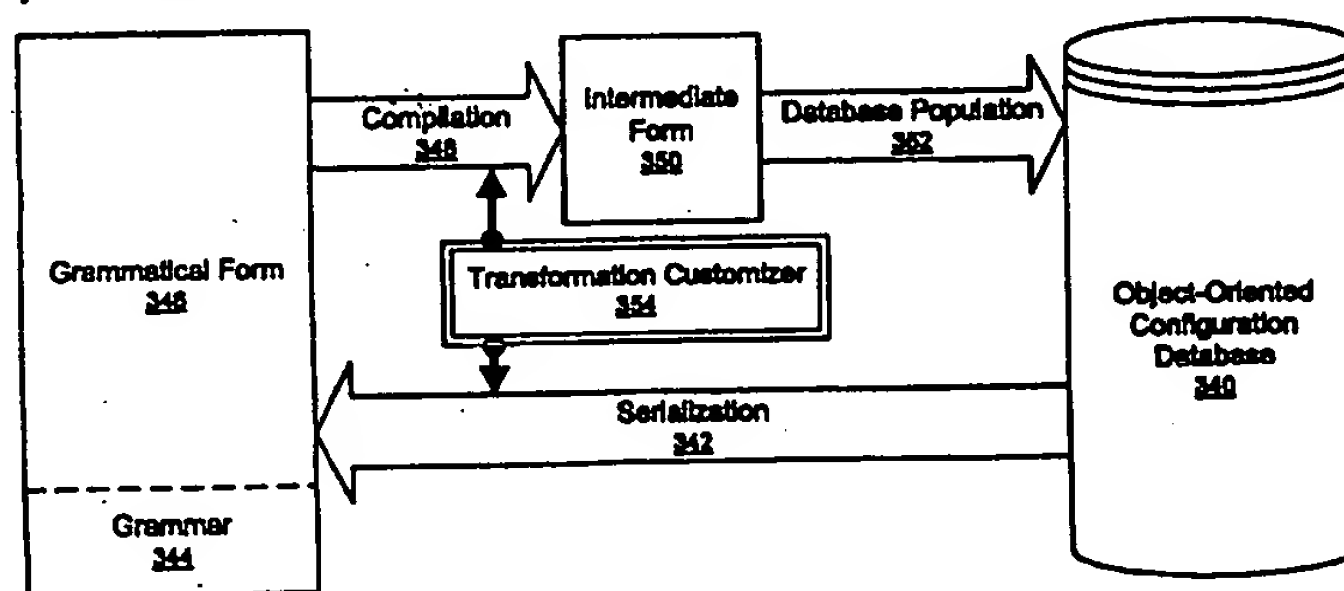 Compilation
348
Intermediate
Form
350
Database Population
352
Grammatical Form
346
Transformation Customizer
354
Object-Oriented
Configuration
Database
340
Serialization
342
Grammar
344